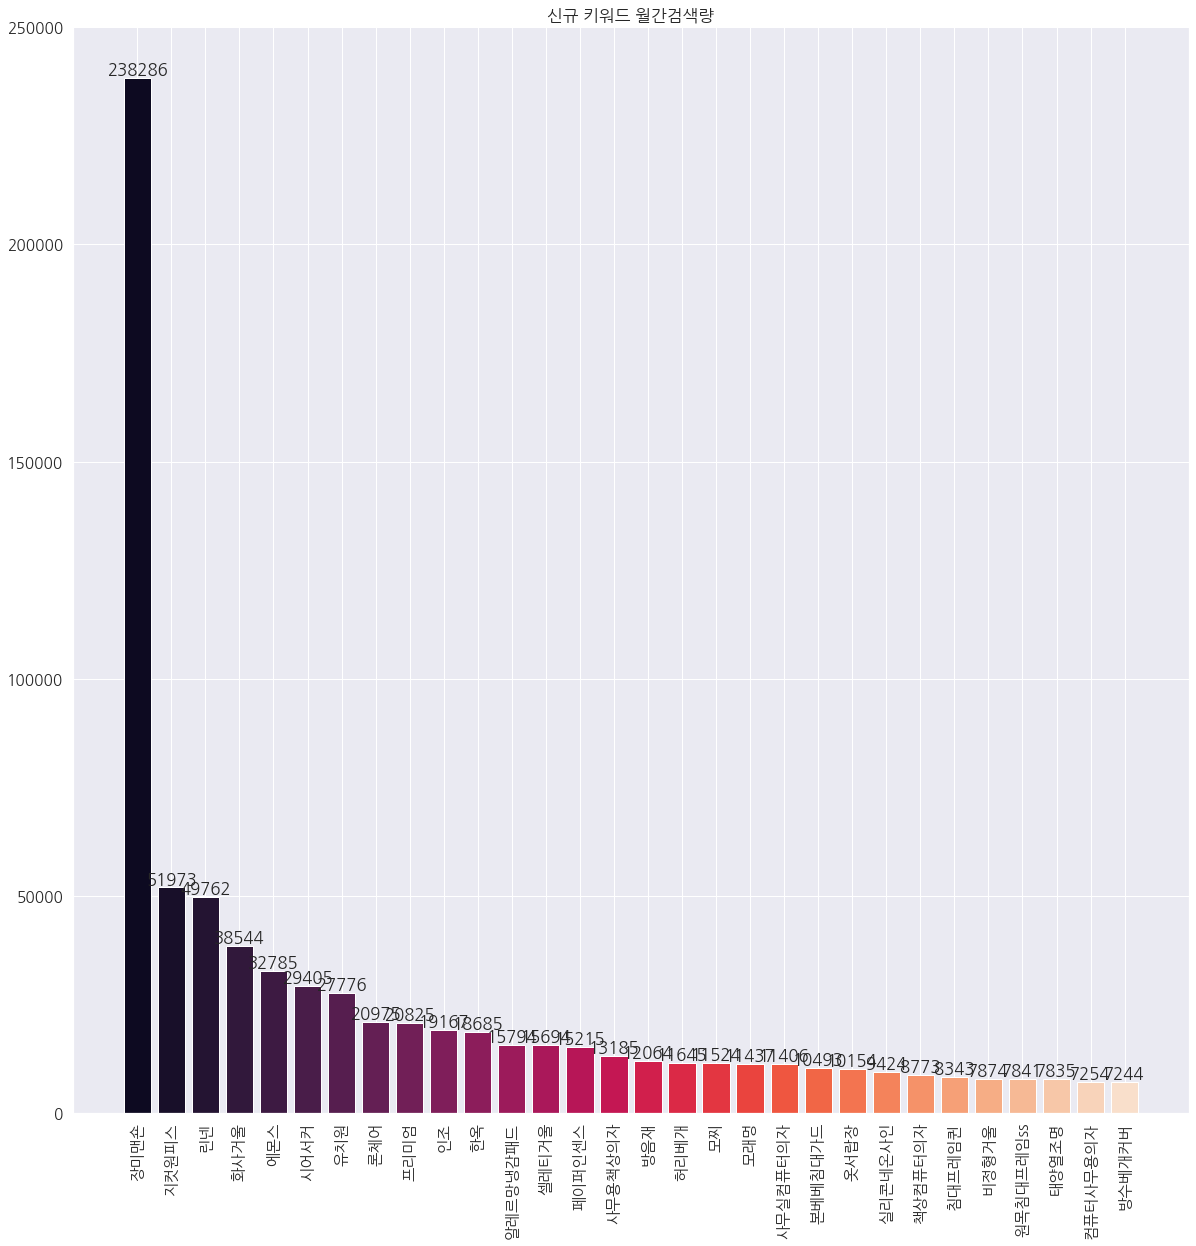 신규 키워드 월간검색량
250000
200000
150000
100000
50000
0
238286
51973
49762
38544
32785
29405
27776
20975
20825
19167
18685
15794
15694
15215
13185
12064
11645
11524
11437
11406
10493
10154
9424
8773
8343
7874
7841
7835
7254
7244
장미맨숀
지컷원피스
린넨
화사거울
에몬스
시어서커
유치원
론체어
프리미엄
인조
한옥
알레르망냉감패드
셀레티거울
페이퍼인센스
사무용책상의자
방음재
허리베개
모찌
모래멍
사무실컴퓨터의자
본베베침대가드
옷서랍장
실리콘네온사인
책상컴퓨터의자
침대프레임퀸
비정형거울
원목침대프레임ss
태양열조명
컴퓨터사무용의자
방수베개커버